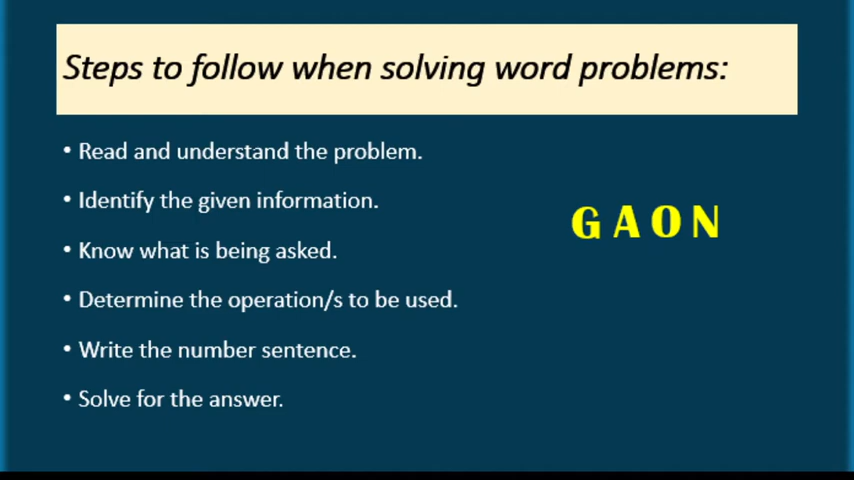 Steps to follow when solving word problems:
• Read and understand the problem.
• Identify the given information.
G A O N
• Know what is being asked.
• Determine the operation/s to be used.
• Write the number sentence.
• Solve for the answer.